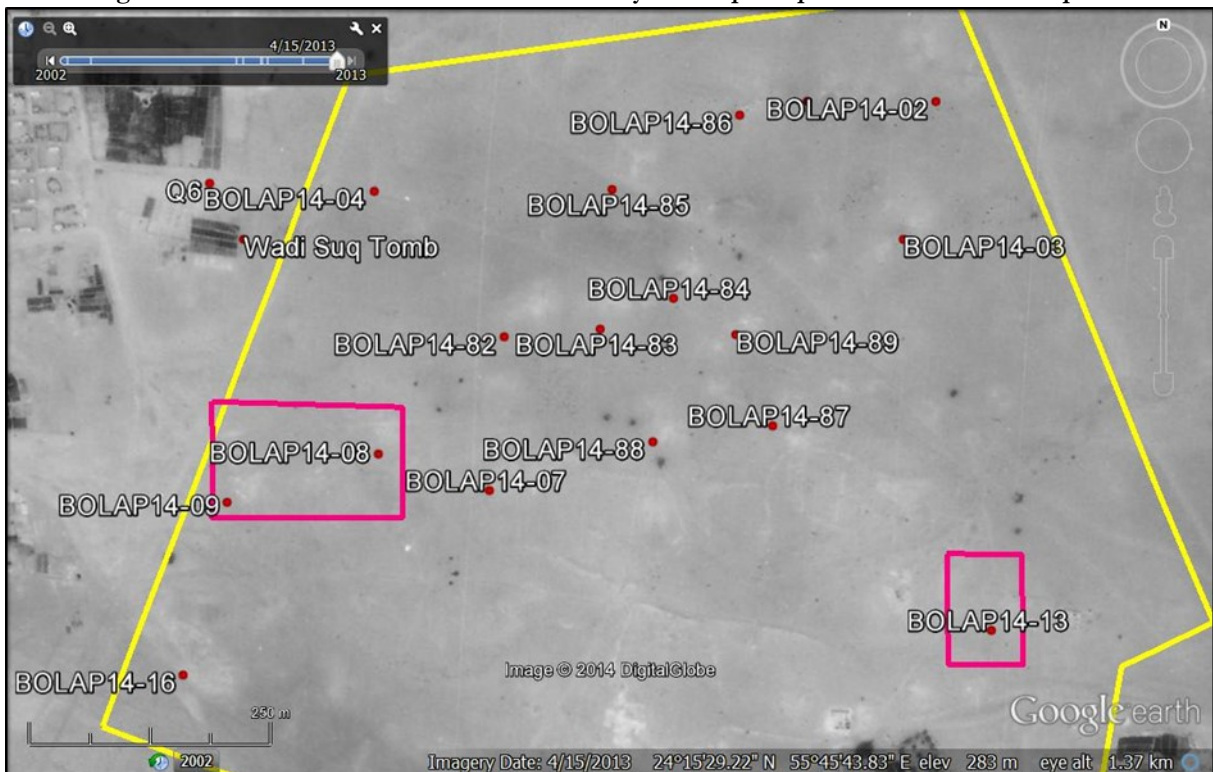 4/15/2013
2002
2013
N
BOLAP14-86
BOLAP14-02
Q6
BOLAP14-04
BOLAP14-85
Wadi Suq Tomb
BOLAP14-03
BOLAP14-84
BOLAP14-82
BOLAP14-83
BOLAP14-89
BOLAP14-87
BOLAP14-88
BOLAP14-08
BOLAP14-07
BOLAP14-09
BOLAP14-13
BOLAP14-16
Image © 2014 DigitalGlobe
250 m
Google earth
2002
Imagery Date: 4/15/2013 24°15'29.22" N 55°45'43.83" E elev 283 m eye alt 1.37 km